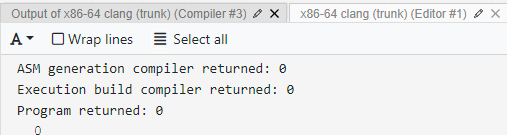 Output of x86-64 clang (trunk) (Compiler #3) x86-64 clang (trunk) (Editor #1)
A Wrap lines Select all
ASM generation compiler returned: 0
Execution build compiler returned: 0
Program returned: 0
0